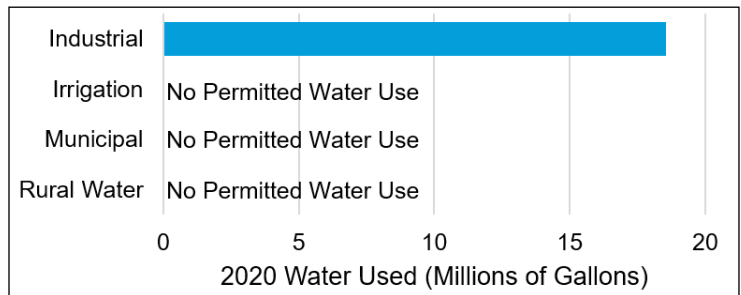 Industrial
Irrigation No Permitted Water Use
Municipal No Permitted Water Use
Rural Water No Permitted Water Use
0 5 10 15 20
2020 Water Used (Millions of Gallons)